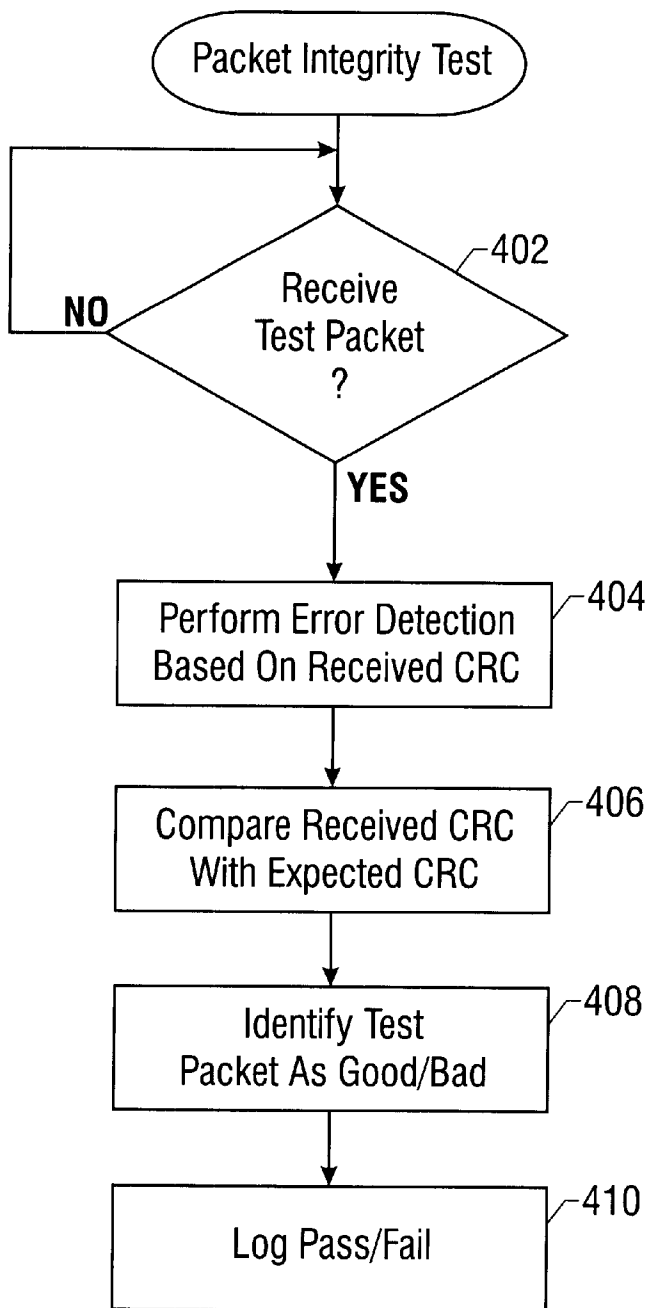 Packet Integrity Test
402
Receive
Test Packet
?
NO
YES
404
Perform Error Detection
Based On Received CRC
406
Compare Received CRC
With Expected CRC
408
Identify Test
Packet As Good/Bad
410
Log Pass/Fail